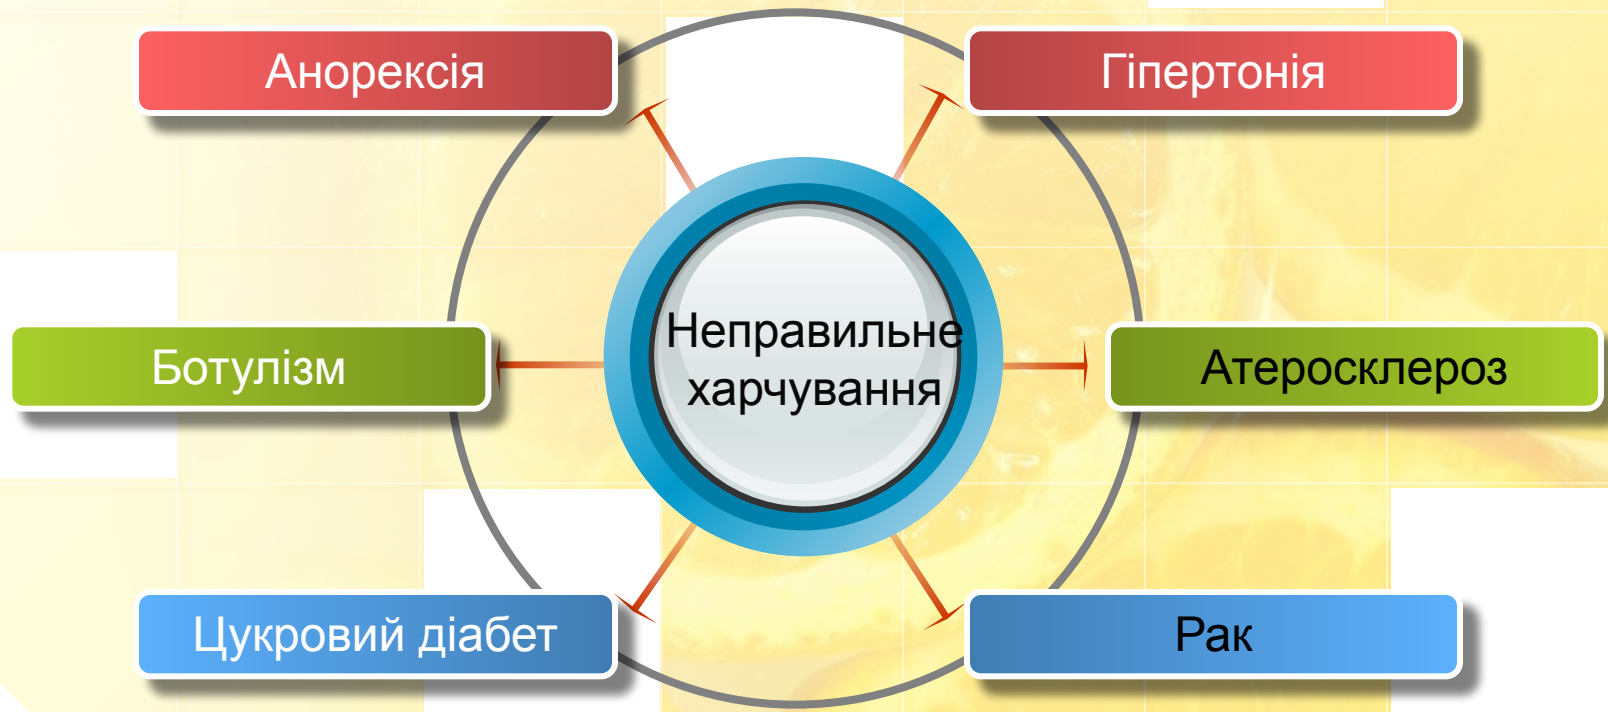 Анорексія
Гіпертонія
Неправильне
харчування
Ботулізм
Атеросклероз
Цукровий діабет
Рак